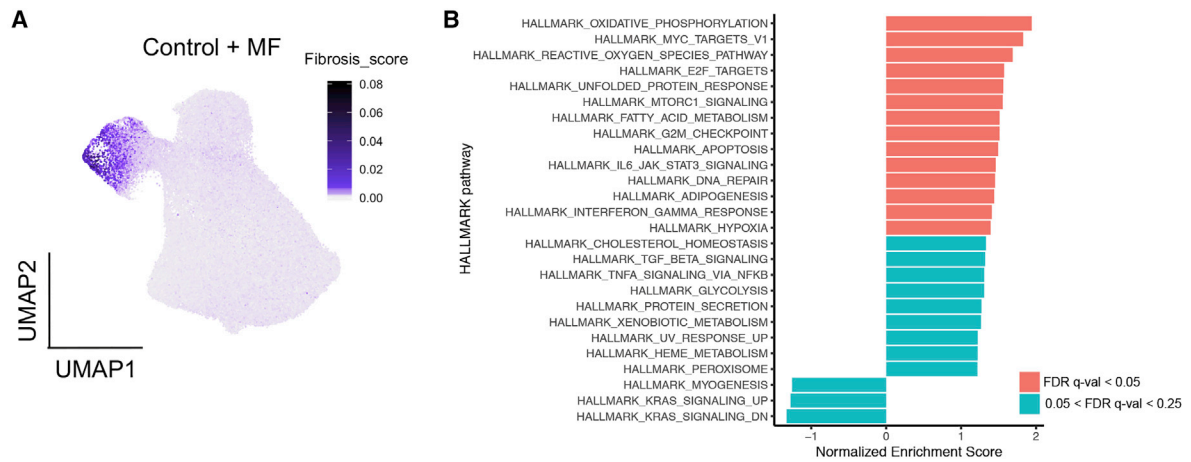 A
Control + MF
Fibrosis_score
0.08
0.06
0.04
0.02
0.00
UMAP2
UMAP1
B
HALLMARK pathway
HALLMARK_OXIDATIVE_PHOSPHORYLATION
HALLMARK_MYC_TARGETS_V1
HALLMARK_REACTIVE_OXYGEN_SPECIES_PATHWAY
HALLMARK_E2F_TARGETS
HALLMARK_UNFOLDED_PROTEIN_RESPONSE
HALLMARK_MTORC1_SIGNALING
HALLMARK_FATTY_ACID_METABOLISM
HALLMARK_G2M_CHECKPOINT
HALLMARK_APOPTOSIS
HALLMARK_IL6_JAK_STAT3_SIGNALING
HALLMARK_DNA_REPAIR
HALLMARK_ADIPOGENESIS
HALLMARK_INTERFERON_GAMMA_RESPONSE
HALLMARK_HYPOXIA
HALLMARK_CHOLESTEROL_HOMEOSTASIS
HALLMARK_TGF_BETA_SIGNALING
HALLMARK_TNFA_SIGNALING_VIA_NFKB
HALLMARK_GLYCOLYSIS
HALLMARK_PROTEIN_SECRETION
HALLMARK_XENOBIOTIC_METABOLISM
HALLMARK_UV_RESPONSE_UP
HALLMARK_HEME_METABOLISM
HALLMARK_PEROXISOME
HALLMARK_MYOGENESIS
HALLMARK_KRAS_SIGNALING_UP
HALLMARK_KRAS_SIGNALING_DN
FDR q-val < 0.05
0.05 < FDR q-val < 0.25
−1 0 1 2
Normalized Enrichment Score